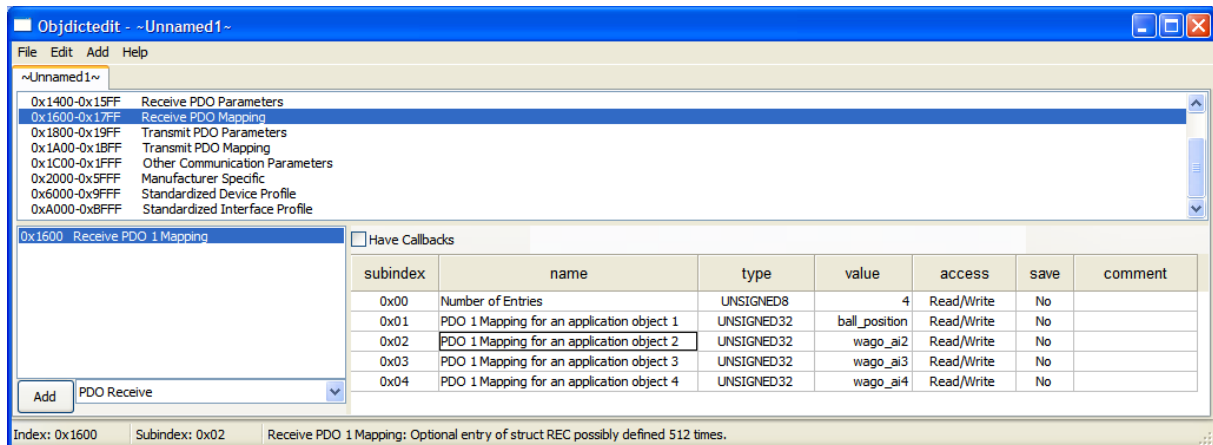 Objdictedit - ~Unnamed1~
File Edit Add Help
~Unnamed1~
0x1400-0x15FF Receive PDO Parameters
0x1600-0x17FF Receive PDO Mapping
0x1800-0x19FF Transmit PDO Parameters
0x1A00-0x1BFF Transmit PDO Mapping
0x1C00-0x1FFF Other Communication Parameters
0x2000-0x5FFF Manufacturer Specific
0x6000-0x9FFF Standardized Device Profile
0xA000-0xBFFF Standardized Interface Profile
0x1600 Receive PDO 1 Mapping
Have Callbacks
subindex name type value access save comment
0x00 Number of Entries UNSIGNED8 4 Read/Write No
0x01 PDO 1 Mapping for an application object 1 UNSIGNED32 ball_position Read/Write No
0x02 PDO 1 Mapping for an application object 2 UNSIGNED32 wago_ai2 Read/Write No
0x03 PDO 1 Mapping for an application object 3 UNSIGNED32 wago_ai3 Read/Write No
0x04 PDO 1 Mapping for an application object 4 UNSIGNED32 wago_ai4 Read/Write No
Add PDO Receive
Index: 0x1600 Subindex: 0x02 Receive PDO 1 Mapping: Optional entry of struct REC possibly defined 512 times.